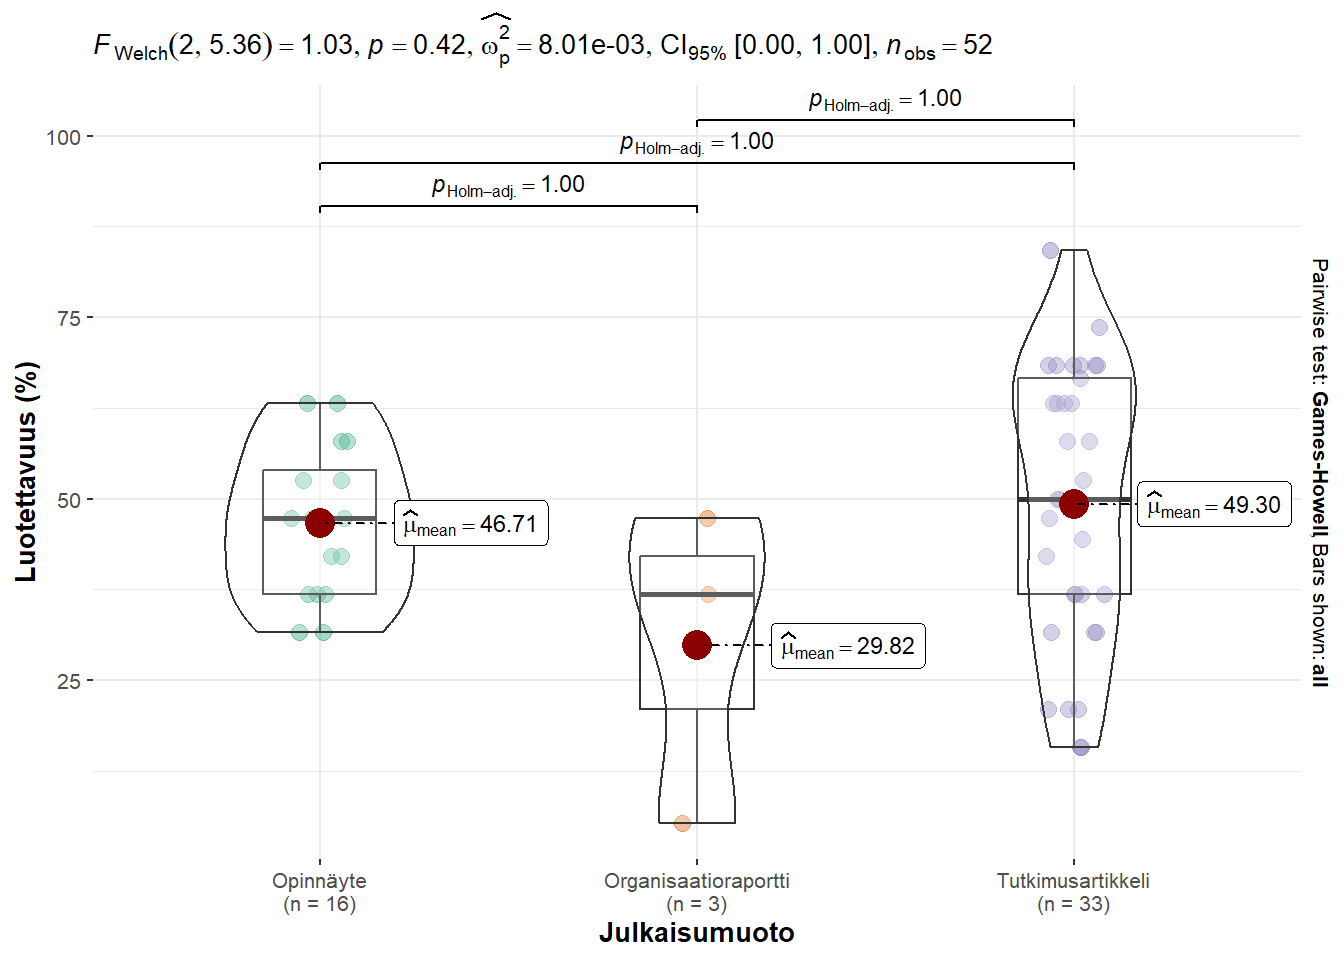 F Welch(2, 5.36) = 1.03, p = 0.42, ω̂²p = 8.01e-03, CI95% [0.00, 1.00], nobs = 52
pHolm−adj. = 1.00
100
pHolm−adj. = 1.00
pHolm−adj. = 1.00
75
50
25
Luotettavuus (%)
μ̂mean = 46.71
μ̂mean = 29.82
μ̂mean = 49.30
Pairwise test: Games-Howell, Bars shown: all
Opinnäyte
(n = 16)
Organisaatioraportti
(n = 3)
Tutkimusartikkeli
(n = 33)
Julkaisumuoto